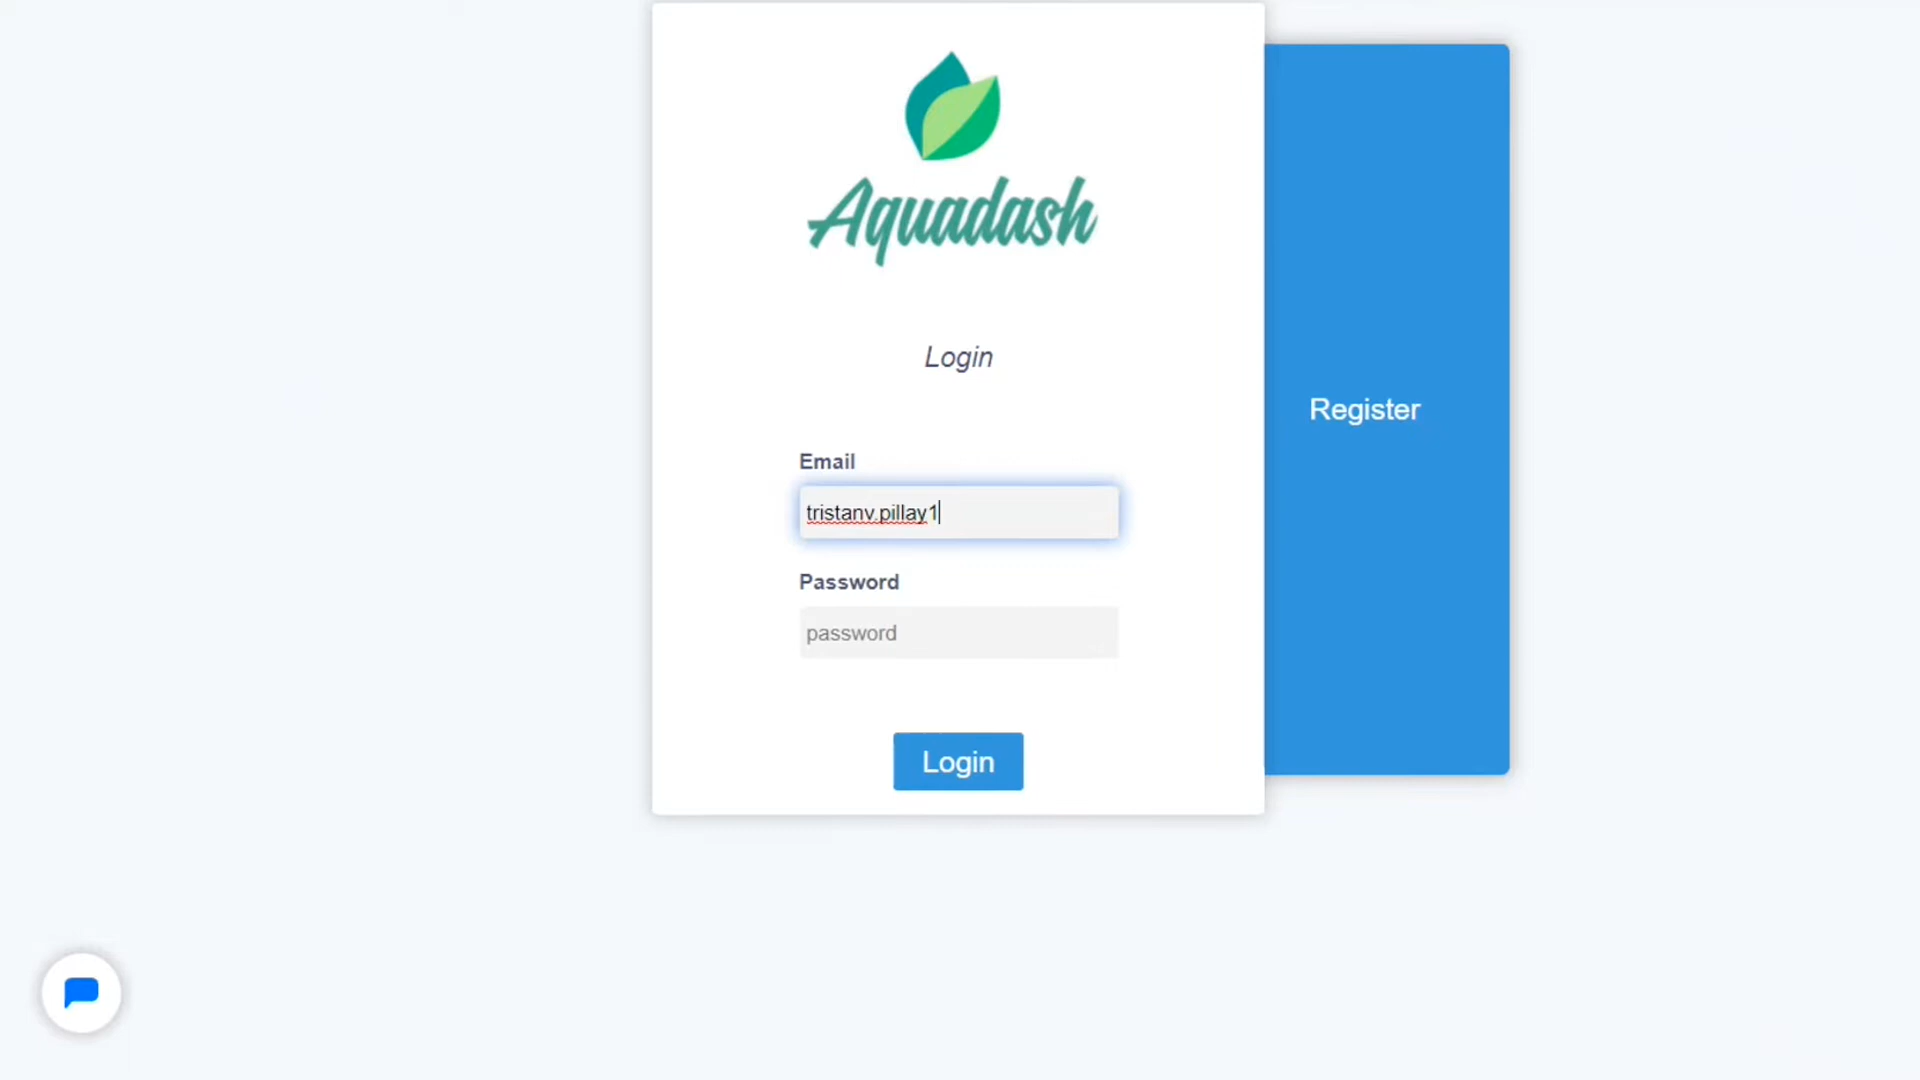 Aquadash
Login
Register
Email
tristanv.pillay1
Password
password
Login